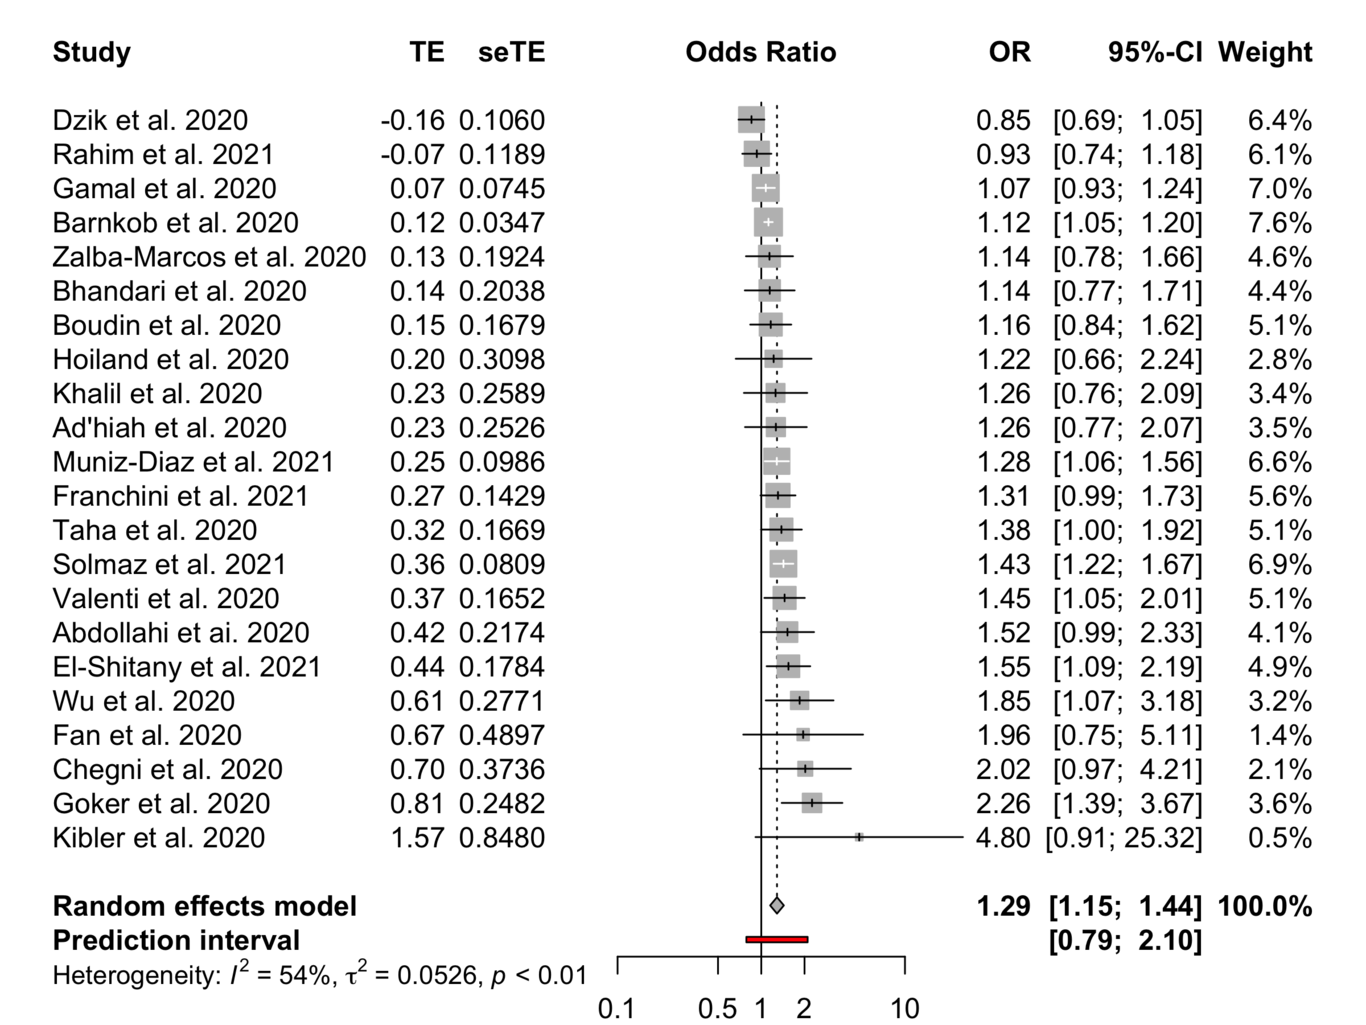 Study TE seTE Odds Ratio OR 95%-CI Weight
Dzik et al. 2020 -0.16 0.1060 0.85 [0.69; 1.05] 6.4%
Rahim et al. 2021 -0.07 0.1189 0.93 [0.74; 1.18] 6.1%
Gamal et al. 2020 0.07 0.0745 1.07 [0.93; 1.24] 7.0%
Barnkob et al. 2020 0.12 0.0347 1.12 [1.05; 1.20] 7.6%
Zalba-Marcos et al. 2020 0.13 0.1924 1.14 [0.78; 1.66] 4.6%
Bhandari et al. 2020 0.14 0.2038 1.14 [0.77; 1.71] 4.4%
Boudin et al. 2020 0.15 0.1679 1.16 [0.84; 1.62] 5.1%
Hoiland et al. 2020 0.20 0.3098 1.22 [0.66; 2.24] 2.8%
Khalil et al. 2020 0.23 0.2589 1.26 [0.76; 2.09] 3.4%
Ad'hiah et al. 2020 0.23 0.2526 1.26 [0.77; 2.07] 3.5%
Muniz-Diaz et al. 2021 0.25 0.0986 1.28 [1.06; 1.56] 6.6%
Franchini et al. 2021 0.27 0.1429 1.31 [0.99; 1.73] 5.6%
Taha et al. 2020 0.32 0.1669 1.38 [1.00; 1.92] 5.1%
Solmaz et al. 2021 0.36 0.0809 1.43 [1.22; 1.67] 6.9%
Valenti et al. 2020 0.37 0.1652 1.45 [1.05; 2.01] 5.1%
Abdollahi et ai. 2020 0.42 0.2174 1.52 [0.99; 2.33] 4.1%
El-Shitany et al. 2021 0.44 0.1784 1.55 [1.09; 2.19] 4.9%
Wu et al. 2020 0.61 0.2771 1.85 [1.07; 3.18] 3.2%
Fan et al. 2020 0.67 0.4897 1.96 [0.75; 5.11] 1.4%
Chegni et al. 2020 0.70 0.3736 2.02 [0.97; 4.21] 2.1%
Goker et al. 2020 0.81 0.2482 2.26 [1.39; 3.67] 3.6%
Kibler et al. 2020 1.57 0.8480 4.80 [0.91; 25.32] 0.5%
Random effects model 1.29 [1.15; 1.44] 100.0%
Prediction interval [0.79; 2.10]
Heterogeneity: I² = 54%, τ² = 0.0526, p < 0.01
0.1 0.5 1 2 10